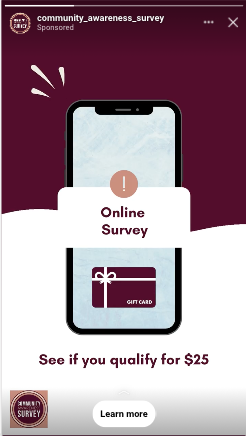 community_awareness_survey
Sponsored
Online
Survey
GIFT CARD
See if you qualify for $25
COMMUNITY
SURVEY
Learn more